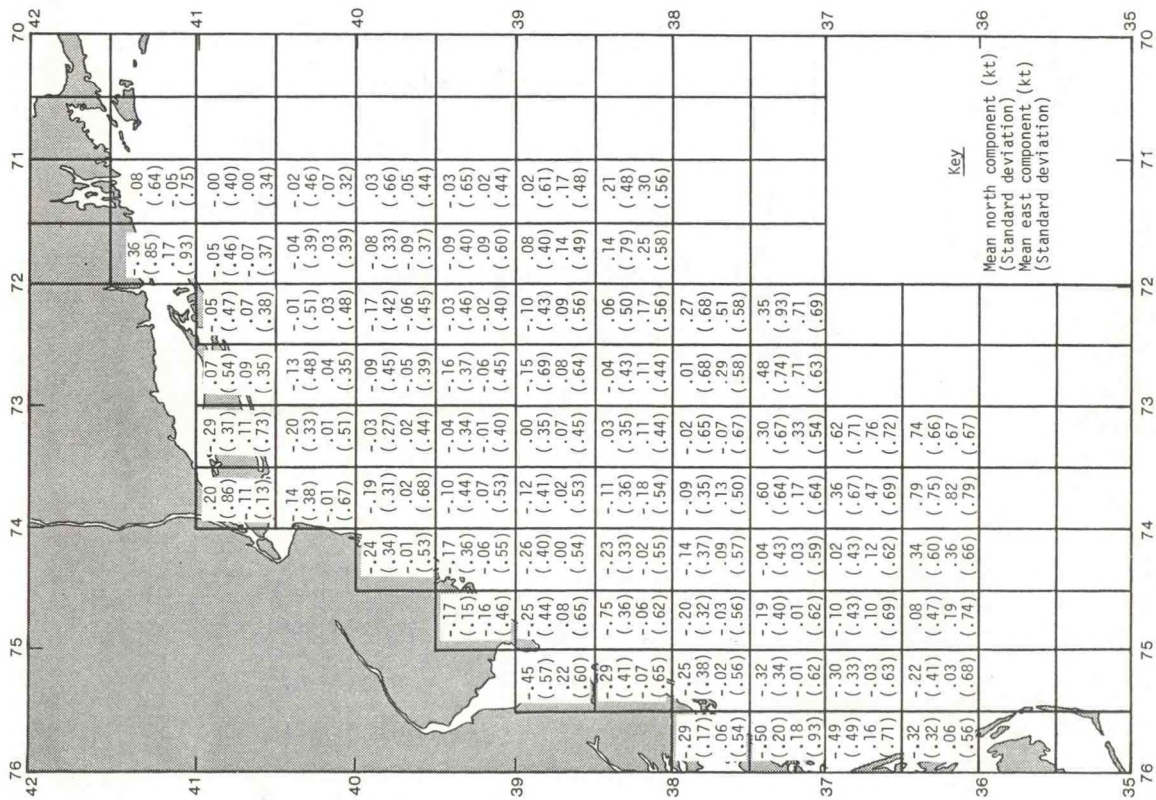 70 71 72 73 74 75 76
42 42
-.36 .08
(.85) (.64)
.17 -.05
(.93) (.75)
41 41
.20 -.29 .07 -.05 -.05 -.00
(.86) (.31) (.54) (.47) (.46) (.40)
-.11 .11 .09 .07 -.07 .00
(.13) (.73) (.35) (.38) (.37) (.34)
-.14 -.20 -.13 -.01 -.04 -.02
(.38) (.33) (.48) (.51) (.39) (.46)
-.01 .01 .04 .03 .03 .07
(.67) (.51) (.35) (.48) (.39) (.32)
40 40
-.24 -.19 -.03 -.09 -.17 -.08 .03
(.34) (.31) (.27) (.45) (.42) (.33) (.66)
-.01 .02 .02 .05 -.06 -.09 .05
(.53) (.68) (.44) (.39) (.45) (.37) (.44)
-.17 -.17 -.10 -.04 -.16 -.03 -.09 -.03
(.15) (.36) (.44) (.34) (.37) (.46) (.40) (.65)
-.16 -.06 .07 -.01 -.06 -.02 .09 .02
(.46) (.55) (.53) (.40) (.45) (.40) (.60) (.44)
39 39
-.45 -.25 -.26 -.12 .00 -.15 -.10 .08 .02
(.57) (.44) (.40) (.41) (.35) (.69) (.43) (.40) (.61)
.22 .08 .00 .02 .07 .08 .09 .14 .17
(.60) (.65) (.54) (.53) (.45) (.64) (.56) (.49) (.48)
-.29 -.75 -.23 -.11 .03 -.04 .06 .14 .21
(.41) (.36) (.33) (.36) (.35) (.43) (.50) (.79) (.48)
-.07 -.06 -.02 -.18 .11 .11 .17 .25 .30
(.65) (.62) (.55) (.54) (.44) (.44) (.56) (.58) (.56)
38 38
-.29 -.25 -.20 -.14 -.09 -.02 .01 .27
(.17) (.38) (.32) (.37) (.35) (.65) (.68) (.68)
.06 -.02 -.03 .09 .13 -.07 .29 .51
(.54) (.56) (.56) (.57) (.50) (.67) (.58) (.58)
-.50 -.32 -.19 -.04 .60 .30 .48 .35
(.20) (.34) (.40) (.43) (.64) (.67) (.74) (.93)
.18 -.01 .01 .03 .17 .33 .71 .71
(.93) (.62) (.62) (.59) (.64) (.54) (.63) (.69)
37 37
-.49 -.30 -.10 .02 .36 .62
(.49) (.33) (.43) (.43) (.67) (.71)
.16 -.03 .10 .12 .47 .76
(.71) (.63) (.69) (.62) (.69) (.72)
-.32 -.22 .08 .34 .79 .74
(.32) (.41) (.47) (.60) (.75) (.66)
.06 .03 .19 .36 .82 .67
(.56) (.68) (.74) (.66) (.79) (.67)
36 36
Key
Mean north component (kt)
(Standard deviation)
Mean east component (kt)
(Standard deviation)
35 35
76 75 74 73 72 71 70